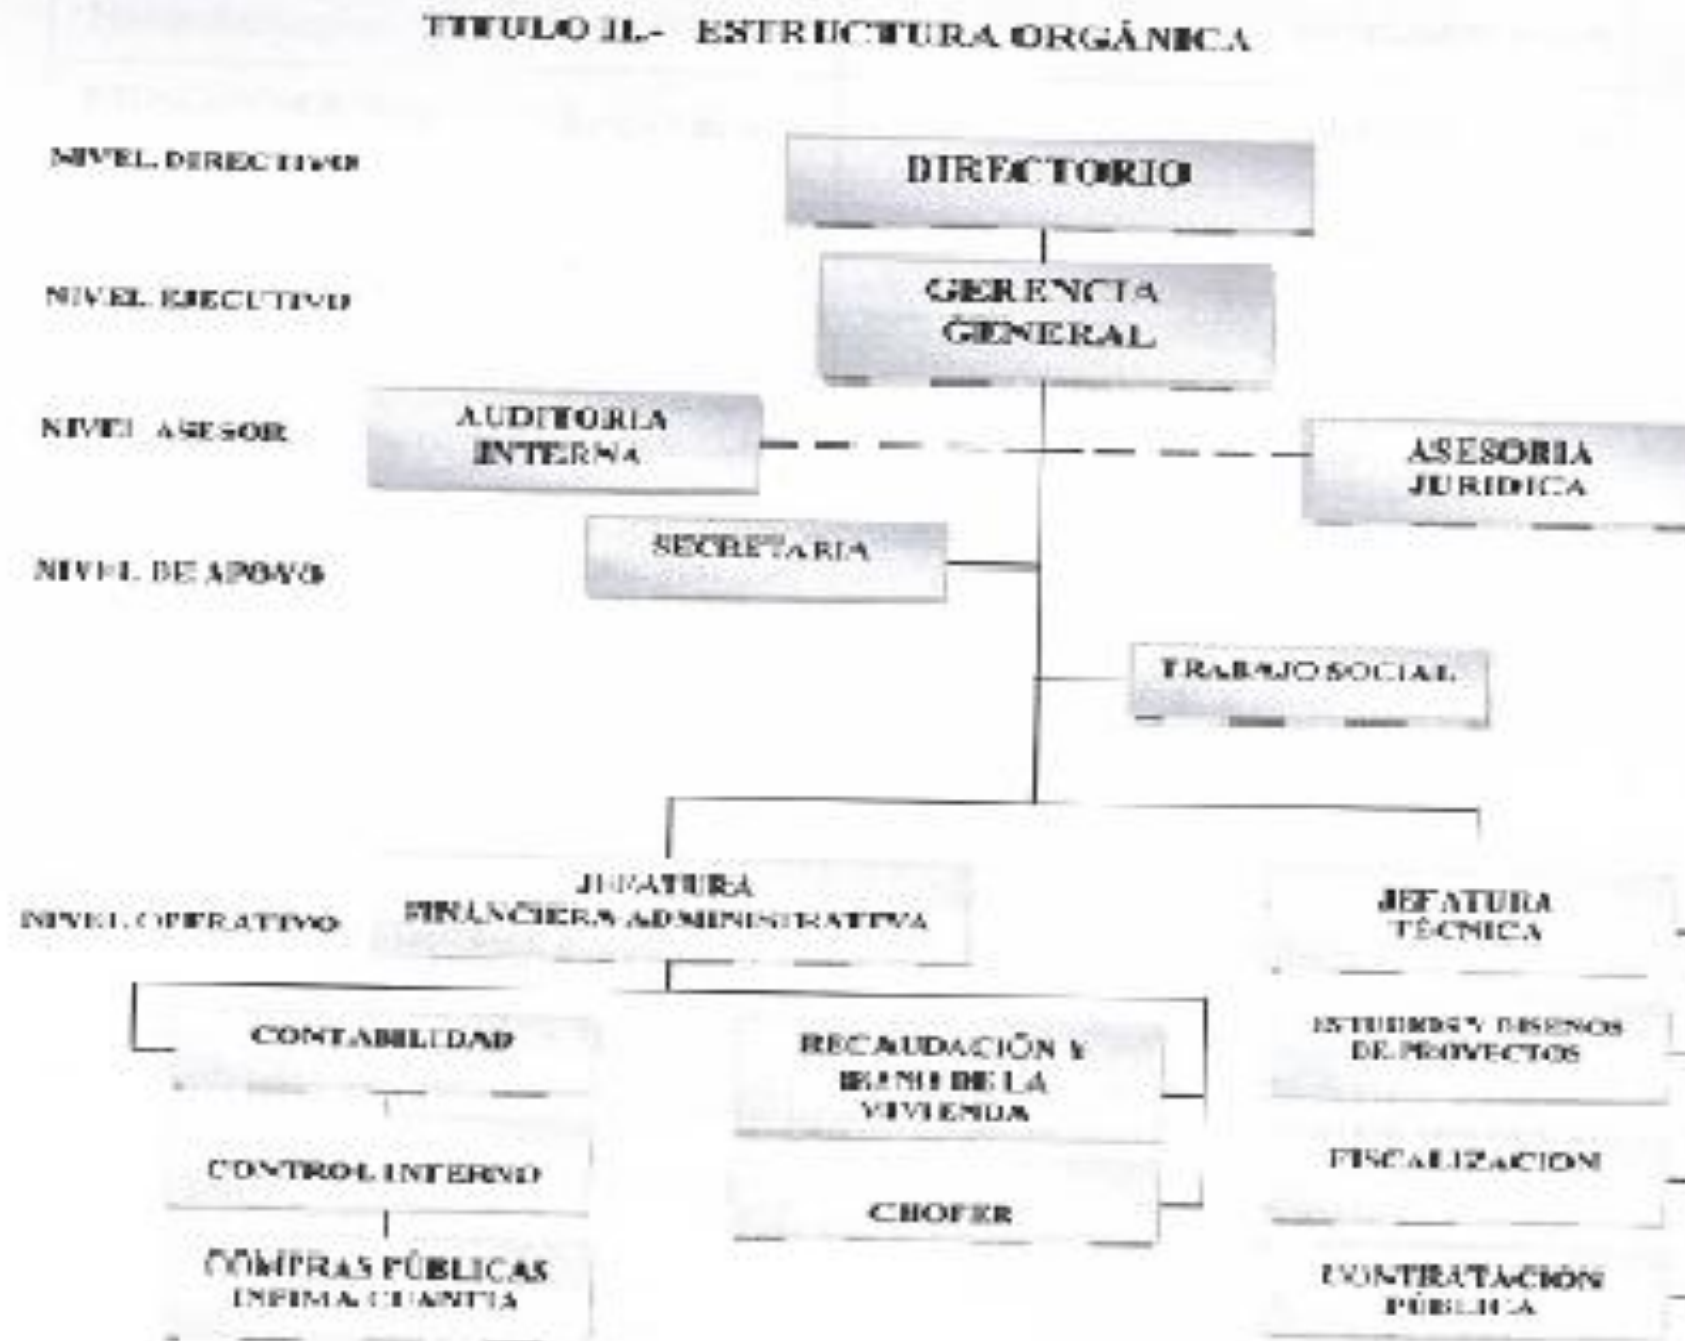 TITULO II.- ESTRUCTURA ORGÁNICA
NIVEL DIRECTIVO
DIRECTORIO
NIVEL EJECUTIVO
GERENCIA
GENERAL
NIVEL ASESOR
AUDITORIA
INTERNA
ASESORIA
JURIDICA
NIVEL DE APOYO
SECRETARIA
TRABAJO SOCIAL
NIVEL OPERATIVO
JEFATURA
FINANCIERA ADMINISTRATIVA
JEFATURA
TÉCNICA
CONTABILIDAD
RECAUDACIÓN Y
DE LA
VIVIENDA
ESTUDIOS Y DISEÑOS
DE PROYECTOS
CONTROL INTERNO
CHOFER
FISCALIZACION
COMPRAS PÚBLICAS
INFIMA CUANTIA
CONTRATACIÓN
PÚBLICA